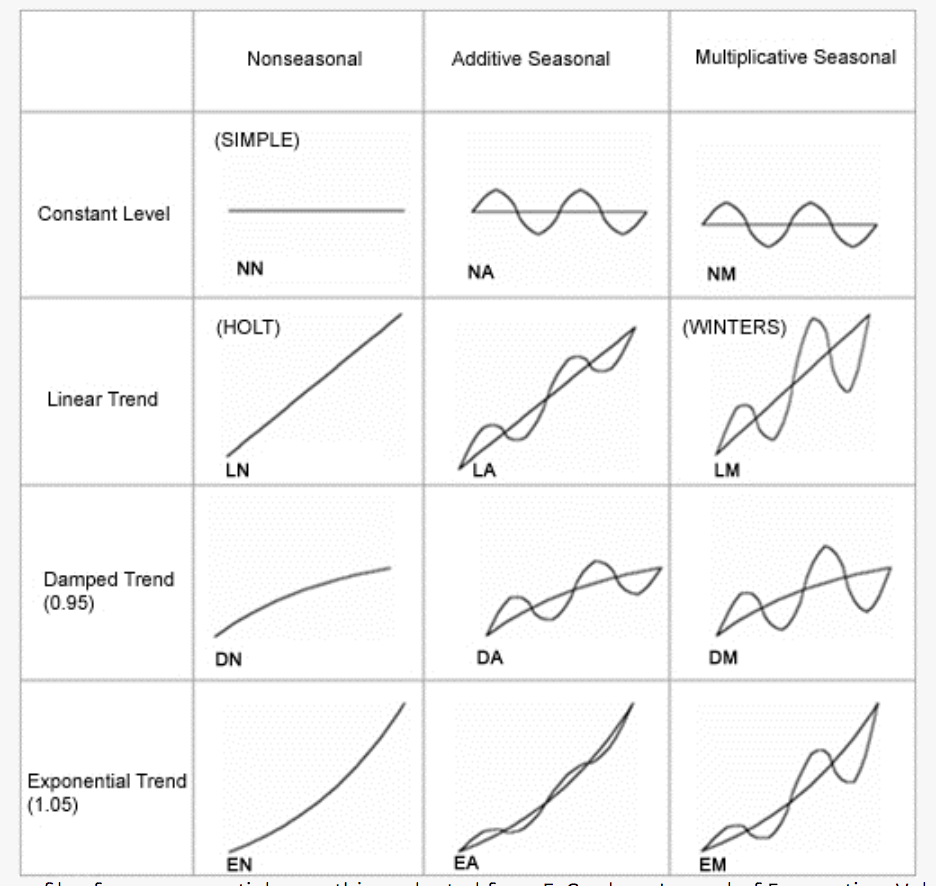 Nonseasonal
Additive Seasonal
Multiplicative Seasonal
Constant Level
(SIMPLE)
NN
NA
NM
Linear Trend
(HOLT)
LN
LA
(WINTERS)
LM
Damped Trend
(0.95)
DN
DA
DM
Exponential Trend
(1.05)
EN
EA
EM